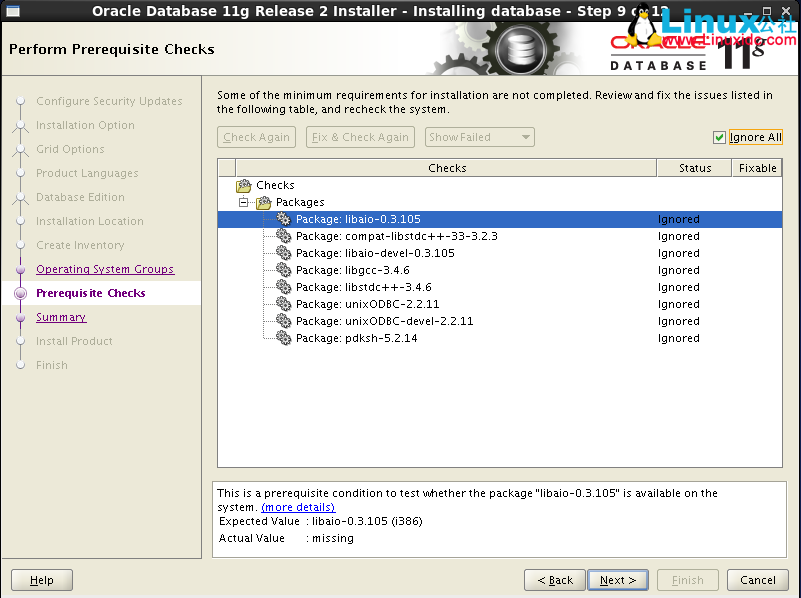 Oracle Database 11g Release 2 Installer - Installing database - Step 9 of 13
Linux公社
www.Linuxidc.com
Perform Prerequisite Checks
ORACLE
DATABASE 11g
Configure Security Updates
Installation Option
Grid Options
Product Languages
Database Edition
Installation Location
Create Inventory
Operating System Groups
Prerequisite Checks
Summary
Install Product
Finish
Some of the minimum requirements for installation are not completed. Review and fix the issues listed in
the following table, and recheck the system.
Check Again Fix & Check Again Show Failed Ignore All
Checks Status Fixable
Checks
Packages
Package: libaio-0.3.105 Ignored
Package: compat-libstdc++-33-3.2.3 Ignored
Package: libaio-devel-0.3.105 Ignored
Package: libgcc-3.4.6 Ignored
Package: libstdc++-3.4.6 Ignored
Package: unixODBC-2.2.11 Ignored
Package: unixODBC-devel-2.2.11 Ignored
Package: pdksh-5.2.14 Ignored
This is a prerequisite condition to test whether the package "libaio-0.3.105" is available on the
system. (more details)
Expected Value : libaio-0.3.105 (i386)
Actual Value : missing
Help < Back Next > Finish Cancel